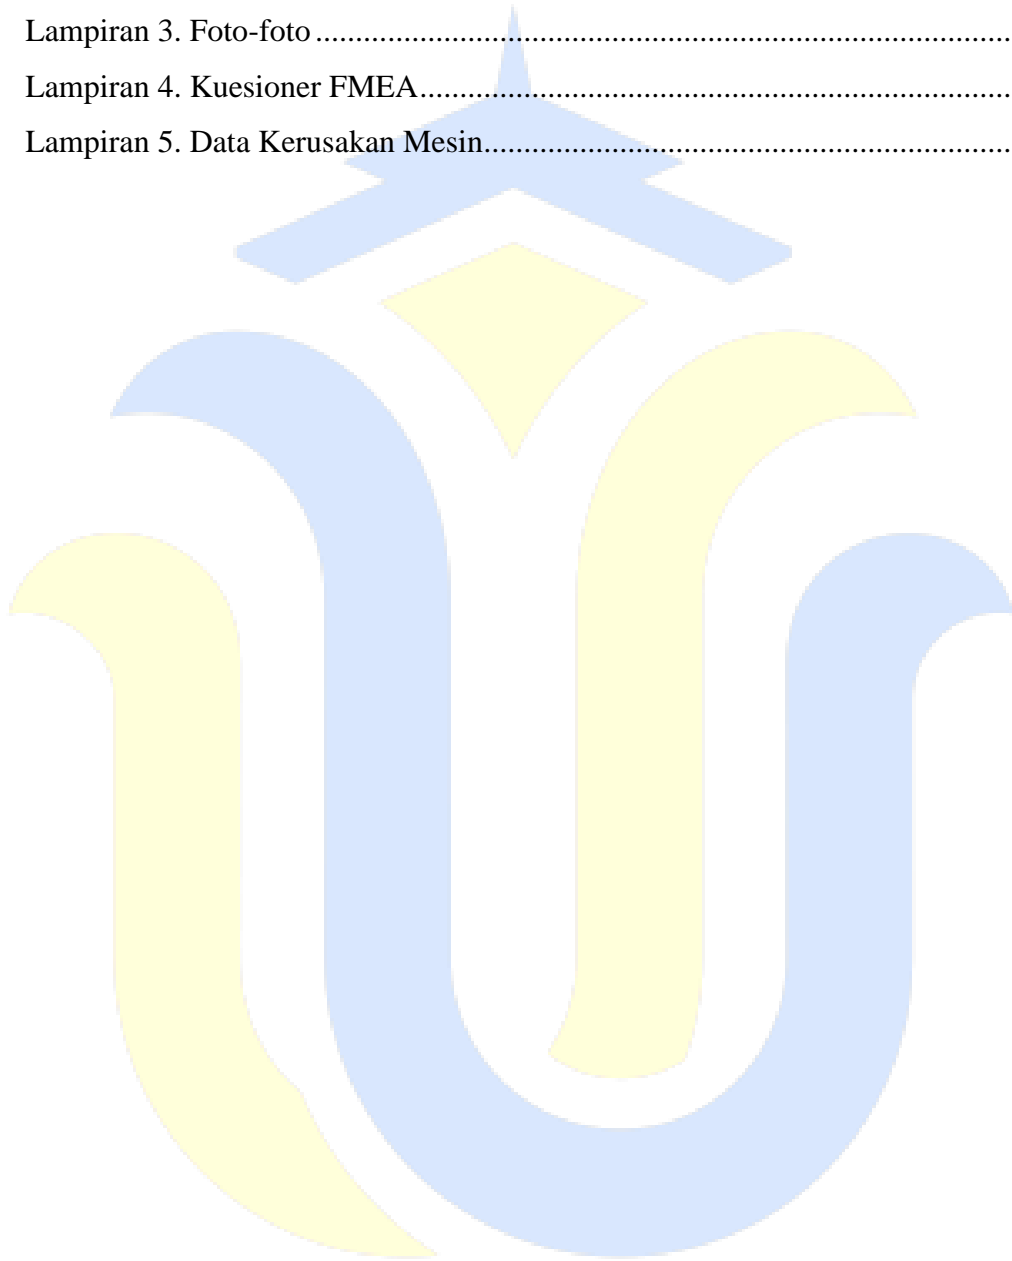 Lampiran 3. Foto-foto ........................................................................................
Lampiran 4. Kuesioner FMEA...........................................................................
Lampiran 5. Data Kerusakan Mesin...................................................................